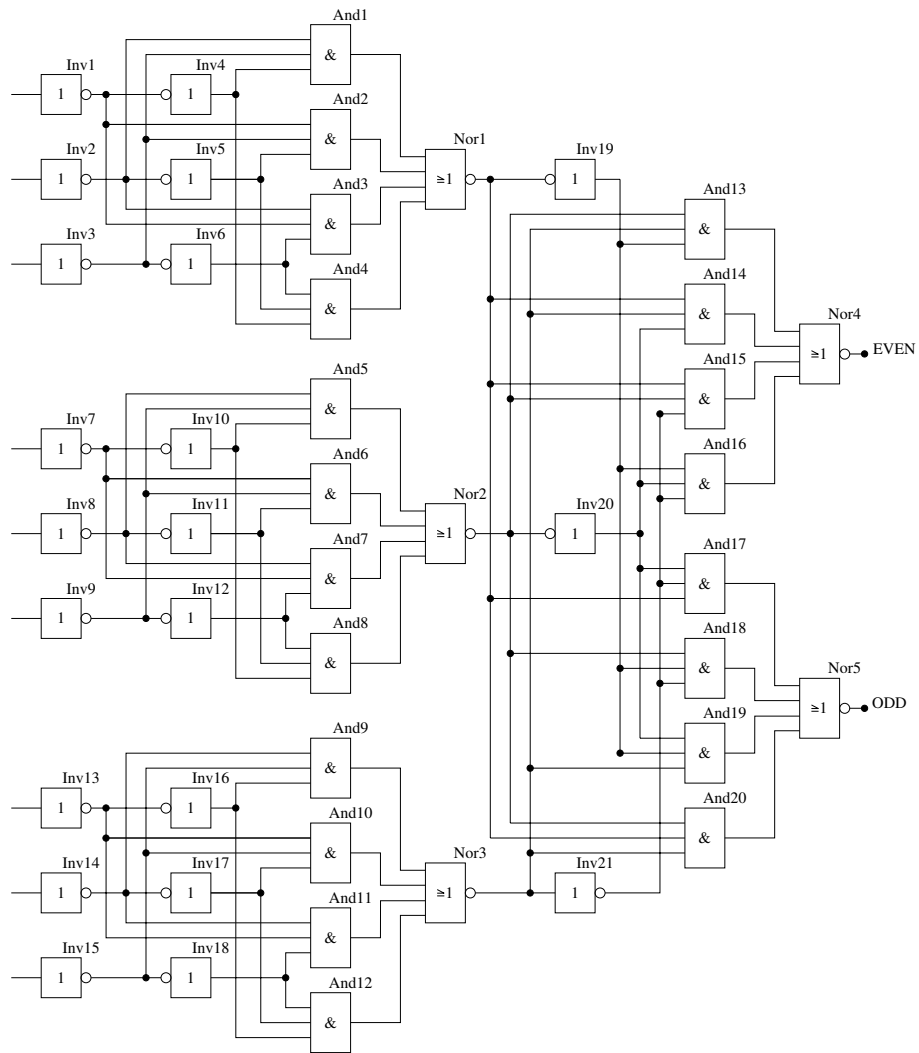 And1
&
Inv1
1
Inv4
1
And2
&
Nor1
≥1
Inv2
1
Inv5
1
Inv19
1
And3
&
And13
&
Inv3
1
Inv6
1
And4
&
And14
&
Nor4
≥1
EVEN
And5
&
And15
&
Inv7
1
Inv10
1
And6
&
And16
&
Nor2
≥1
Inv8
1
Inv11
1
Inv20
1
And7
&
And17
&
Inv9
1
Inv12
1
And8
&
And18
&
Nor5
≥1
ODD
And9
&
And19
&
Inv13
1
Inv16
1
And10
&
And20
&
Nor3
≥1
Inv14
1
Inv17
1
Inv21
1
And11
&
Inv15
1
Inv18
1
And12
&